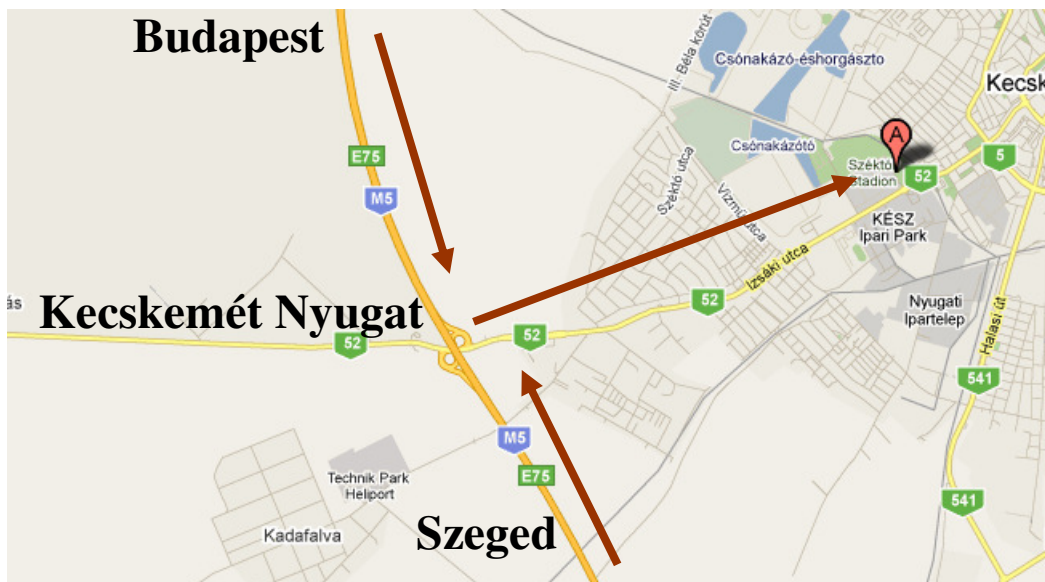 Budapest
III. Béla körút
Csónakázó-éshorgászto
Kecsk
A
E75
Csónakázótó
Széktó
Stadion
5
52
M5
Széktó utca
Vízmű utca
KÉSZ
Ipari Park
Izsáki utca
ás
Kecskemét Nyugat
52
52
52
Nyugati
Ipartelep
Halasi út
541
M5
E75
Technik Park
Heliport
541
Kadafalva
Szeged